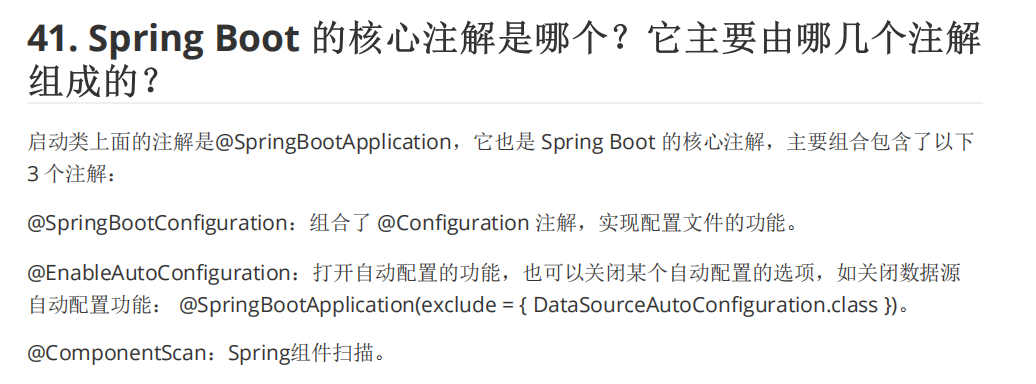 41. Spring Boot 的核心注解是哪个？它主要由哪几个注解
组成的？
启动类上面的注解是@SpringBootApplication，它也是 Spring Boot 的核心注解，主要组合包含了以下
3 个注解：
@SpringBootConfiguration：组合了 @Configuration 注解，实现配置文件的功能。
@EnableAutoConfiguration：打开自动配置的功能，也可以关闭某个自动配置的选项，如关闭数据源
自动配置功能： @SpringBootApplication(exclude = { DataSourceAutoConfiguration.class })。
@ComponentScan：Spring组件扫描。